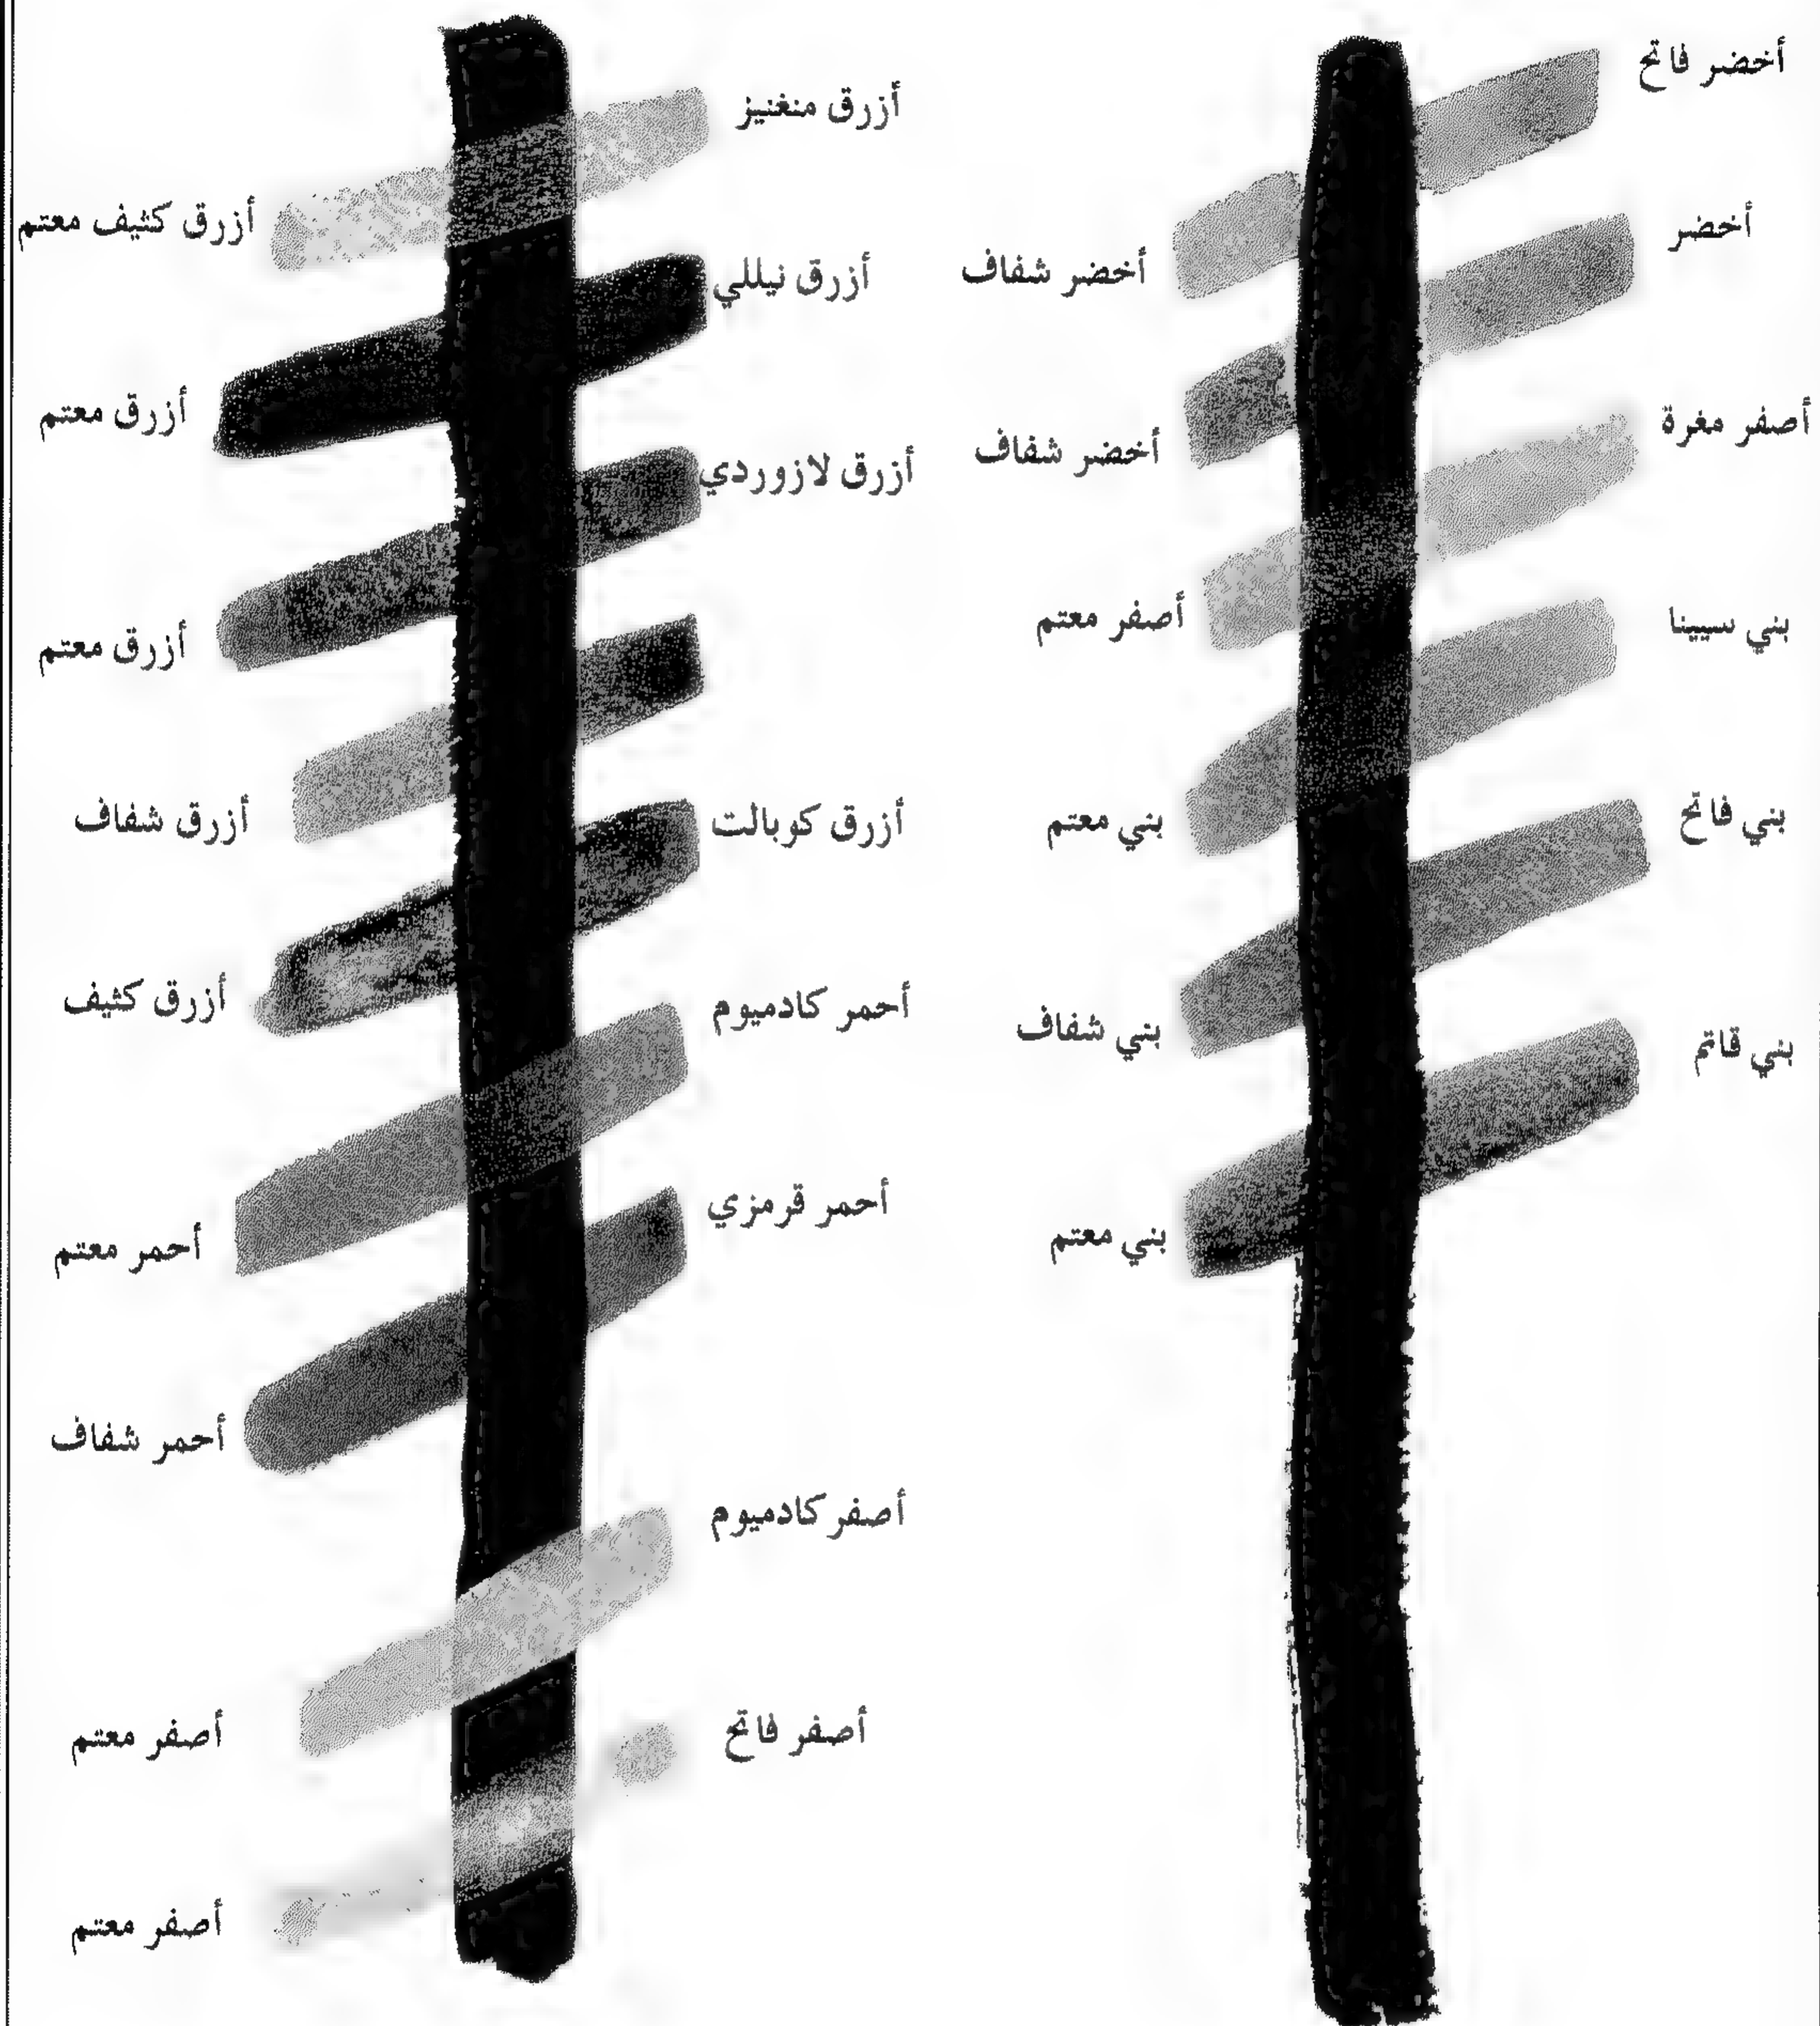 أخضر فاتح
أخضر شفاف
أخضر
أخضر شفاف
أصفر مغرة
أصفر معتم
بني سيينا
بني معتم
بني فاتح
بني شفاف
بني قاتم
بني معتم
أزرق منغنيز
أزرق كثيف معتم
أزرق نيللي
أزرق معتم
أزرق لازوردي
أزرق معتم
أزرق شفاف
أزرق كوبالت
أزرق كثيف
أحمر كادميوم
أحمر معتم
أحمر قرمزي
أحمر شفاف
أصفر كادميوم
أصفر معتم
أصفر فاتح
أصفر معتم